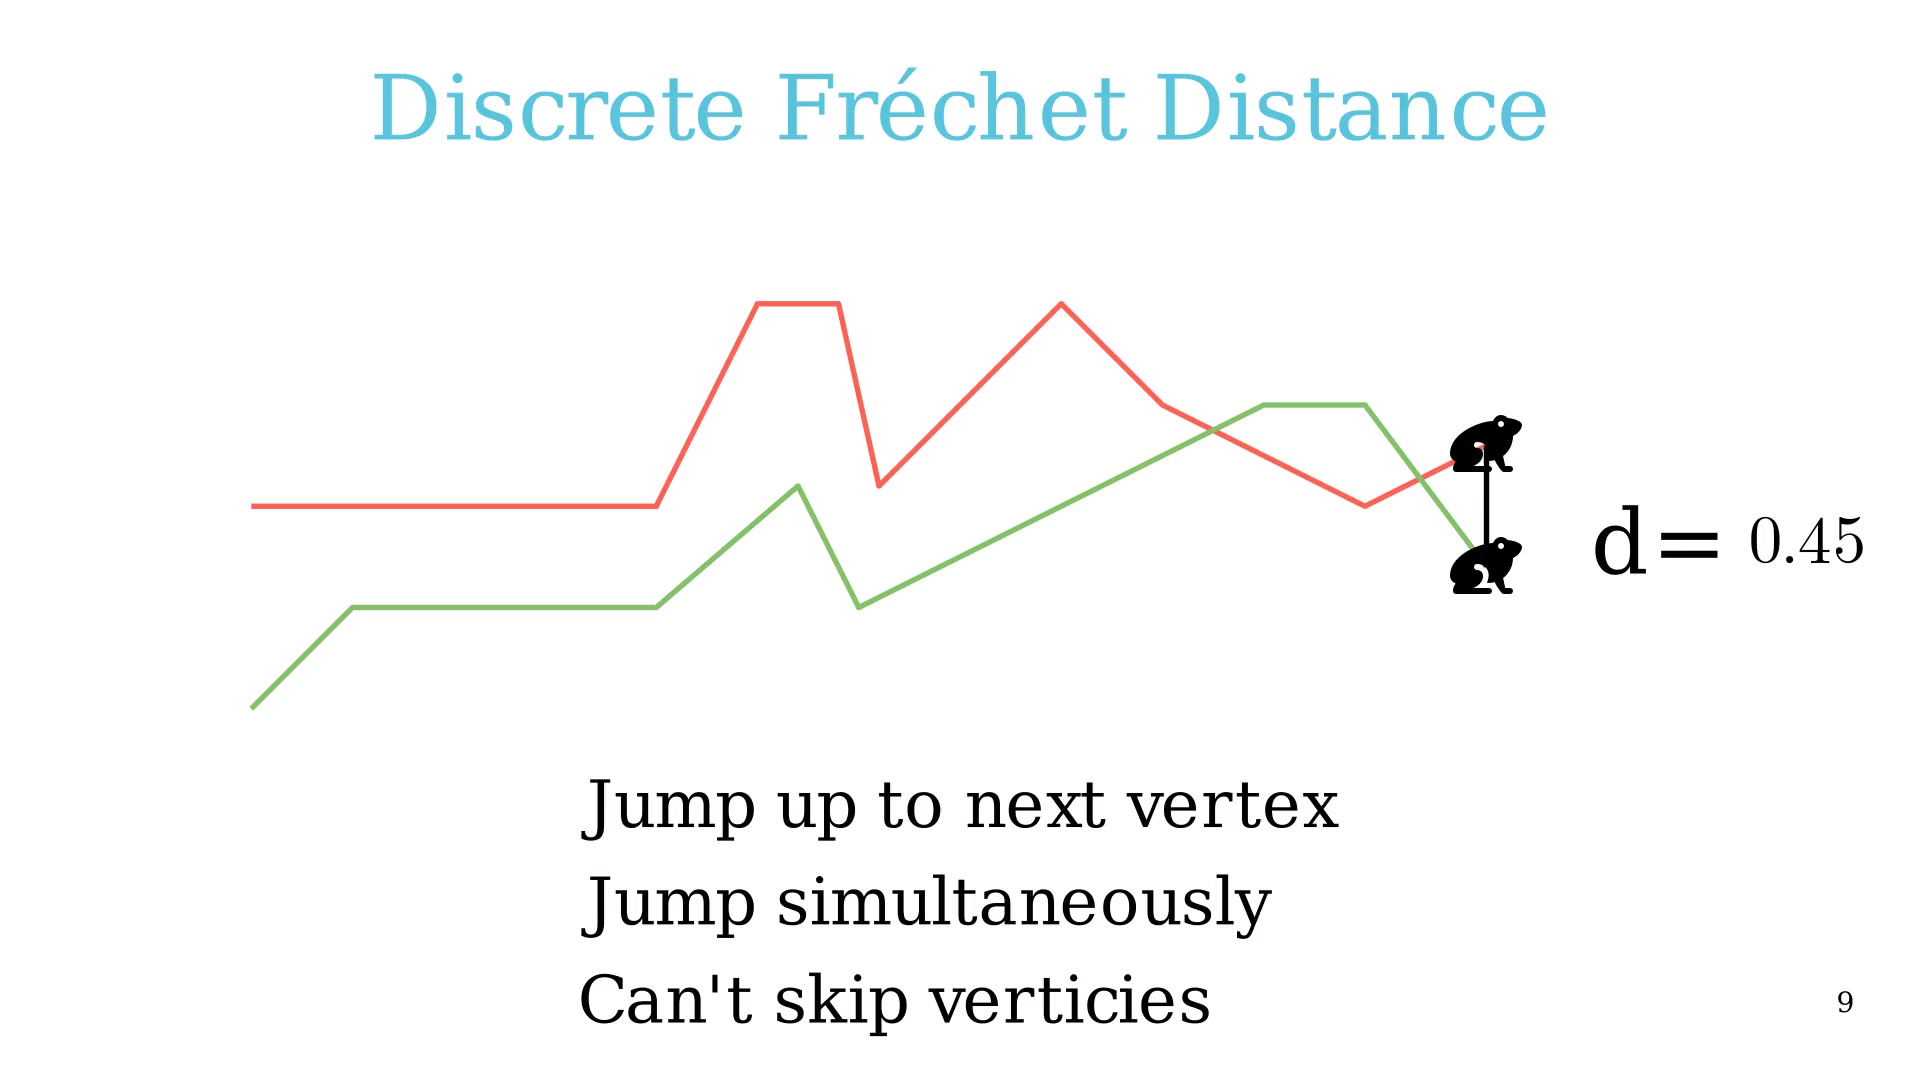 Discrete Fréchet Distance
d= 0.45
Jump up to next vertex
Jump simultaneously
Can't skip verticies
9